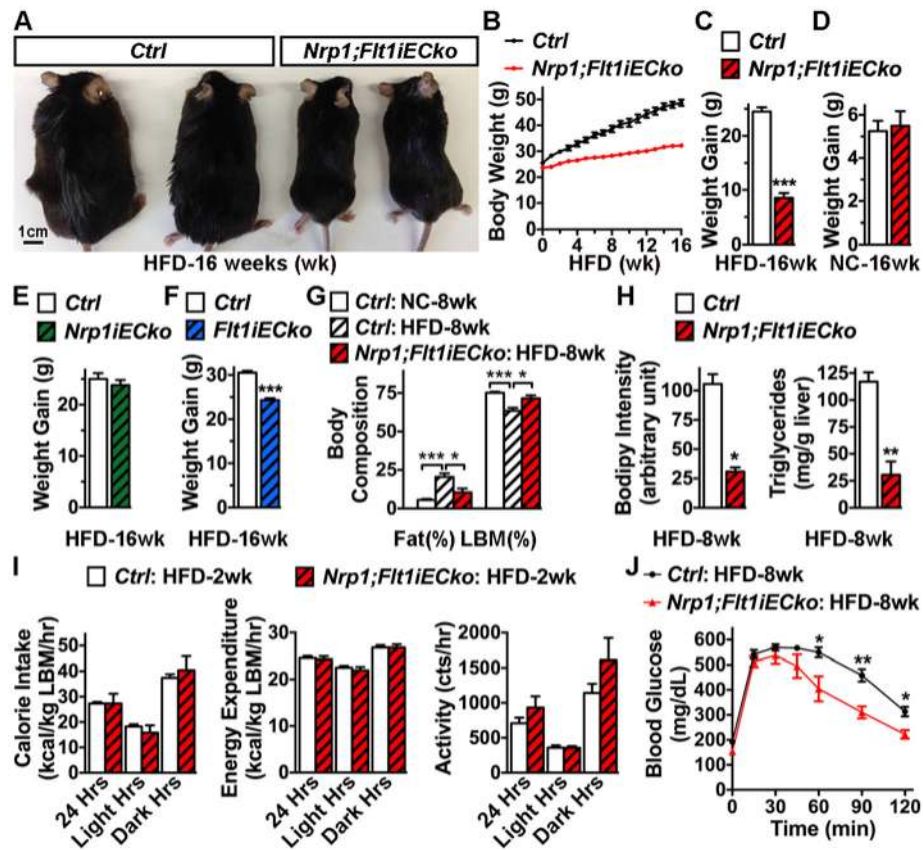 A
Ctrl
Nrp1;Flt1iECko
1cm
HFD-16 weeks (wk)
B
Ctrl
Nrp1;Flt1iECko
Body Weight (g)
50
40
30
20
10
0
0 4 8 12 16
HFD (wk)
C
D
Ctrl
Nrp1;Flt1iECko
Weight Gain (g)
20
10
0
***
HFD-16wk
Weight Gain (g)
6
4
2
0
NC-16wk
E
Ctrl
Nrp1iECko
Weight Gain (g)
20
10
0
HFD-16wk
F
Ctrl
Flt1iECko
Weight Gain (g)
30
20
10
0
***
HFD-16wk
G
Ctrl: NC-8wk
Ctrl: HFD-8wk
Nrp1;Flt1iECko: HFD-8wk
Body
Composition
75
50
25
0
*** *
*** *
Fat(%) LBM(%)
H
Ctrl
Nrp1;Flt1iECko
Bodipy Intensity
(arbitrary unit)
100
75
50
25
0
*
HFD-8wk
Triglycerides
(mg/g liver)
125
100
75
50
25
0
**
HFD-8wk
I
Ctrl: HFD-2wk
Nrp1;Flt1iECko: HFD-2wk
Calorie Intake
(kcal/kg LBM/hr)
50
40
30
20
10
0
24 Hrs
Light Hrs
Dark Hrs
Energy Expenditure
(kcal/kg LBM/hr)
30
20
10
0
24 Hrs
Light Hrs
Dark Hrs
Activity (cts/hr)
2000
1500
1000
500
0
24 Hrs
Light Hrs
Dark Hrs
J
Ctrl: HFD-8wk
Nrp1;Flt1iECko: HFD-8wk
Blood Glucose
(mg/dL)
600
500
400
300
200
100
0
*
**
*
0 30 60 90 120
Time (min)